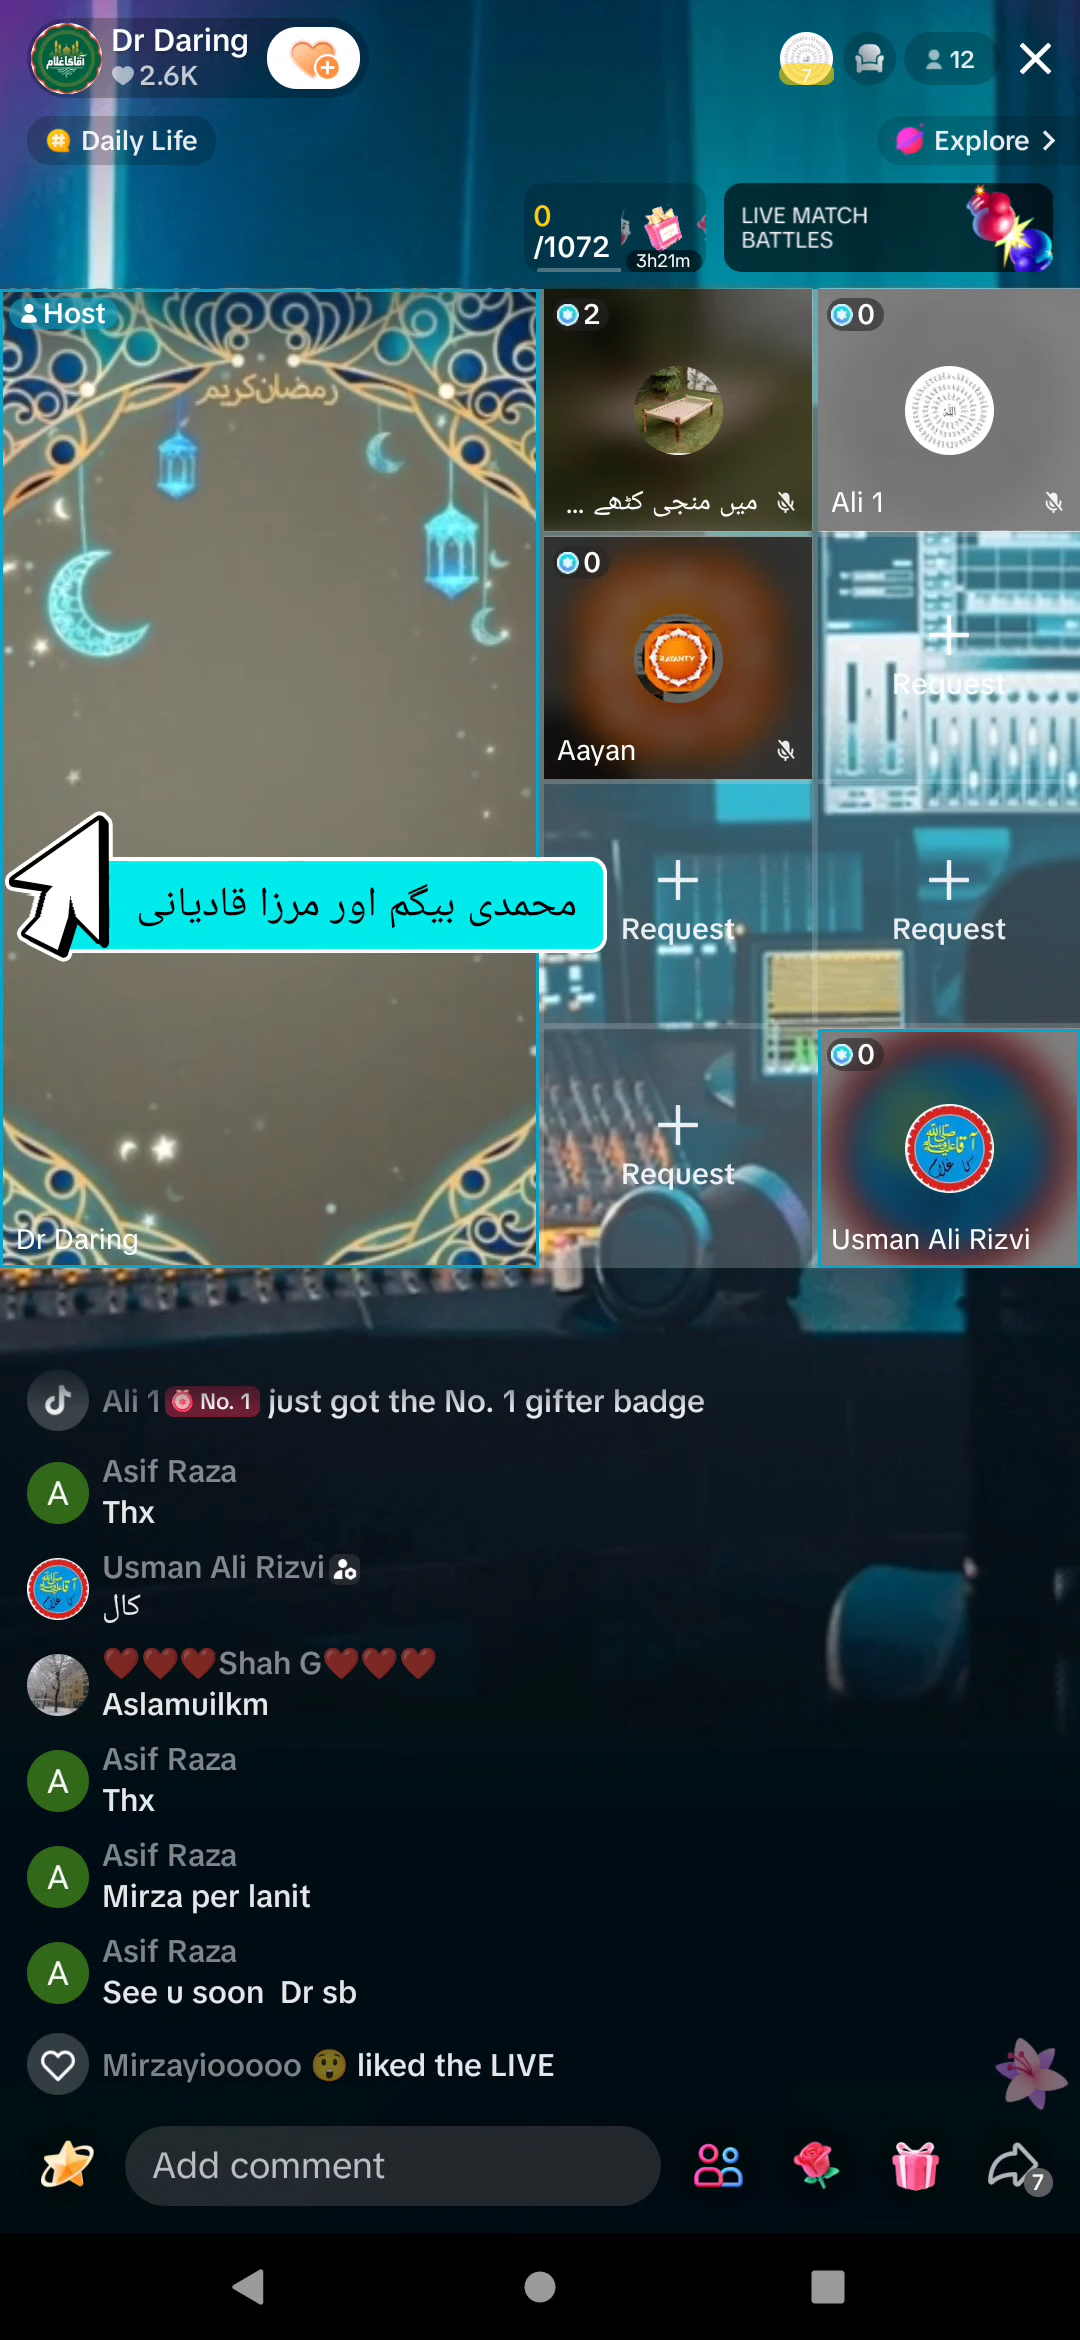 Dr Daring
2.6K
7
12
Daily Life
Explore
0
/1072
3h21m
LIVE MATCH
BATTLES
Host
رمضان كريم
2
میں منجی کٹھے ...
0
Ali 1
0
RAYANTV
Aayan
Request
محمدی بیگم اور مرزا قادیانی
Request
Request
Request
0
Dr Daring
Usman Ali Rizvi
Ali 1 No. 1 just got the No. 1 gifter badge
A
Asif Raza
Thx
Usman Ali Rizvi
کال
❤️❤️❤️Shah G❤️❤️❤️
Aslamuilkm
A
Asif Raza
Thx
A
Asif Raza
Mirza per lanit
A
Asif Raza
See u soon Dr sb
Mirzayiooooo 😲 liked the LIVE
Add comment
7